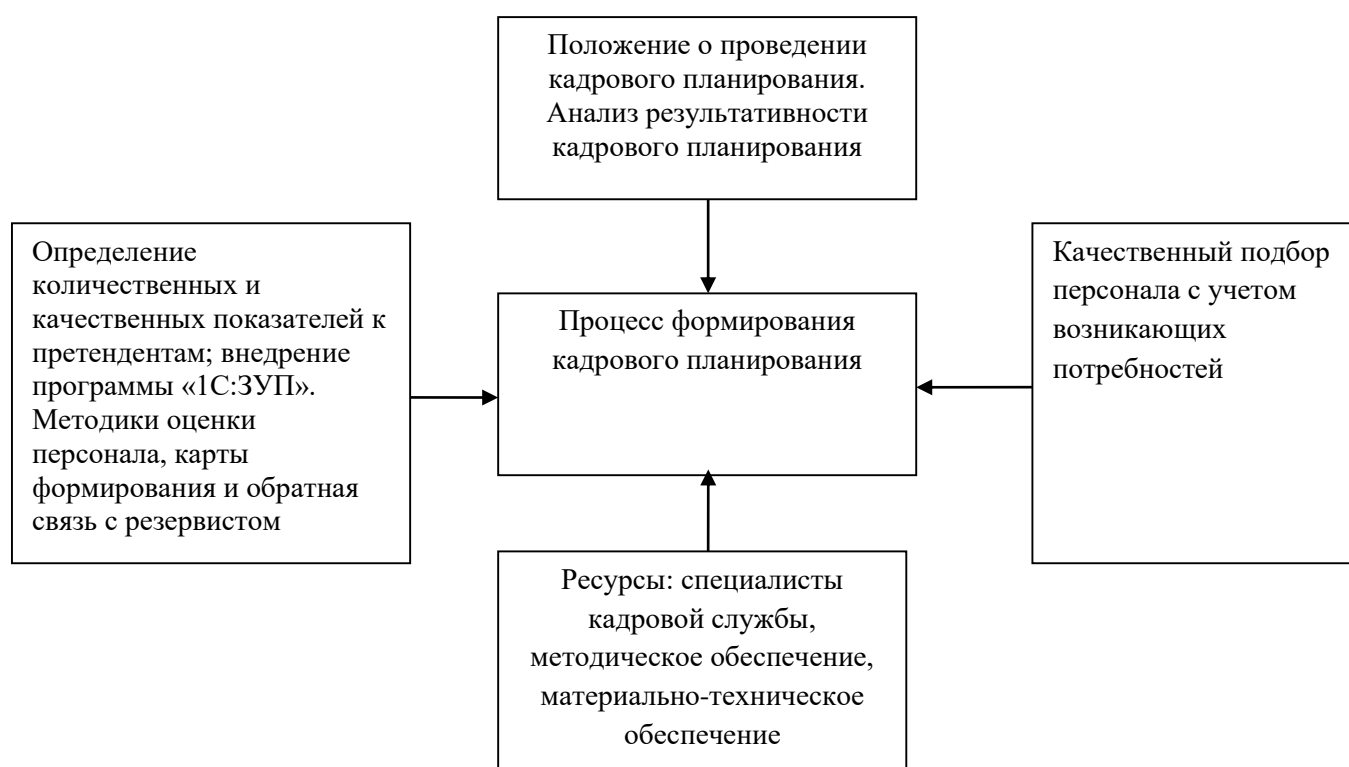 Положение о проведении
кадрового планирования.
Анализ результативности
кадрового планирования
Определение
количественных и
качественных показателей к
претендентам; внедрение
программы «1С:ЗУП».
Методики оценки
персонала, карты
формирования и обратная
связь с резервистом
Процесс формирования
кадрового планирования
Качественный подбор
персонала с учетом
возникающих
потребностей
Ресурсы: специалисты
кадровой службы,
методическое обеспечение,
материально-техническое
обеспечение